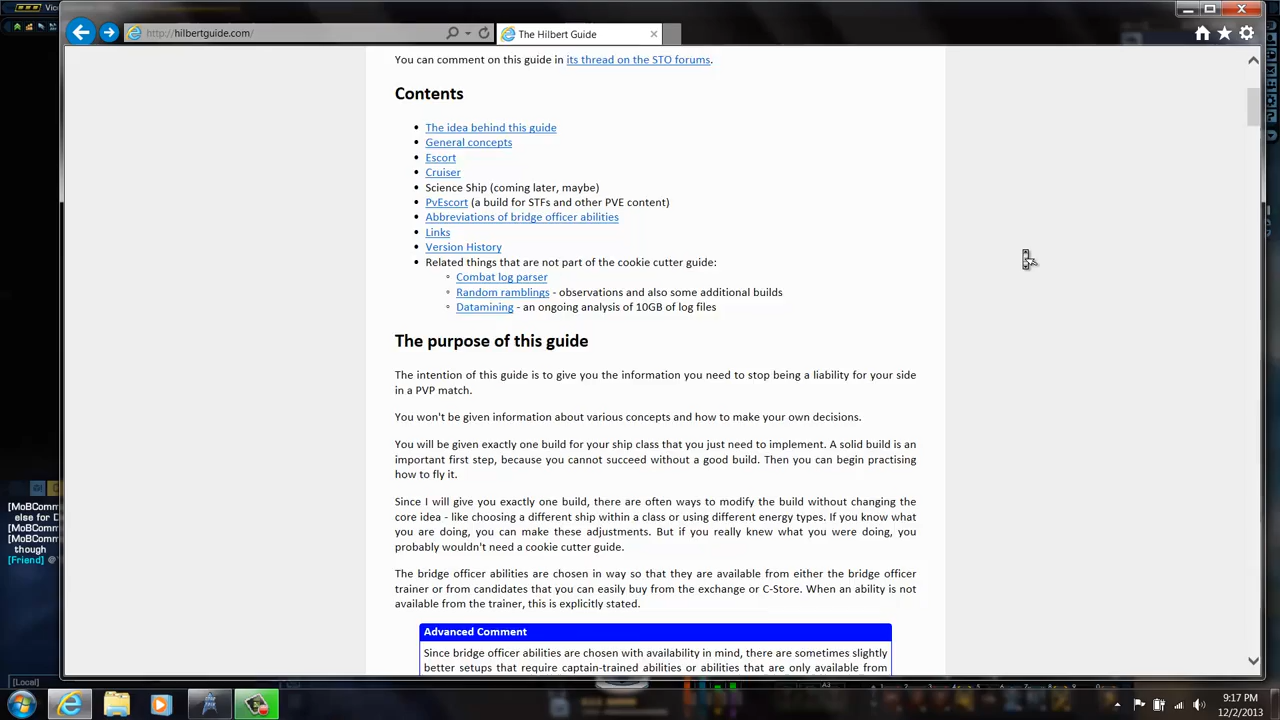 Vic
http://hilbertguide.com/
The Hilbert Guide
You can comment on this guide in its thread on the STO forums.
Contents
The idea behind this guide
General concepts
Escort
Cruiser
Science Ship (coming later, maybe)
PvEscort (a build for STFs and other PVE content)
Abbreviations of bridge officer abilities
Links
Version History
Related things that are not part of the cookie cutter guide:
Combat log parser
Random ramblings - observations and also some additional builds
Datamining - an ongoing analysis of 10GB of log files
The purpose of this guide
The intention of this guide is to give you the information you need to stop being a liability for your side
in a PVP match.
You won't be given information about various concepts and how to make your own decisions.
You will be given exactly one build for your ship class that you just need to implement. A solid build is an
important first step, because you cannot succeed without a good build. Then you can begin practising
how to fly it.
Since I will give you exactly one build, there are often ways to modify the build without changing the
core idea - like choosing a different ship within a class or using different energy types. If you know what
you are doing, you can make these adjustments. But if you really knew what you were doing, you
probably wouldn't need a cookie cutter guide.
The bridge officer abilities are chosen in way so that they are available from either the bridge officer
trainer or from candidates that you can easily buy from the exchange or C-Store. When an ability is not
available from the trainer, this is explicitly stated.
Advanced Comment
Since bridge officer abilities are chosen with availability in mind, there are sometimes slightly
better setups that require captain-trained abilities or abilities that are only available from
[MoBComm
else for D
[MoBComm
[MoBComm
though
[Friend] @
[Local]
9:17 PM
12/2/2013